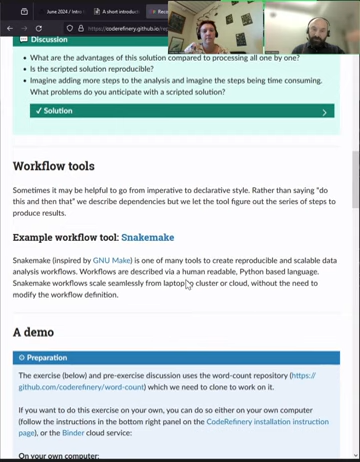 June 2024 / Intro
A short introduct
Rec
https://coderefinery.github.io/re
Discussion
• What are the advantages of this solution compared to processing all one by one?
• Is the scripted solution reproducible?
• Imagine adding more steps to the analysis and imagine the steps being time consuming.
What problems do you anticipate with a scripted solution?
✓ Solution
Workflow tools
Sometimes it may be helpful to go from imperative to declarative style. Rather than saying "do
this and then that" we describe dependencies but we let the tool figure out the series of steps to
produce results.
Example workflow tool: Snakemake
Snakemake (inspired by GNU Make) is one of many tools to create reproducible and scalable data
analysis workflows. Workflows are described via a human readable, Python based language.
Snakemake workflows scale seamlessly from laptop to cluster or cloud, without the need to
modify the workflow definition.
A demo
Preparation
The exercise (below) and pre-exercise discussion uses the word-count repository (https://
github.com/coderefinery/word-count) which we need to clone to work on it.
If you want to do this exercise on your own, you can do so either on your own computer
(follow the instructions in the bottom right panel on the CodeRefinery installation instruction
page), or the Binder cloud service:
On your own computer: